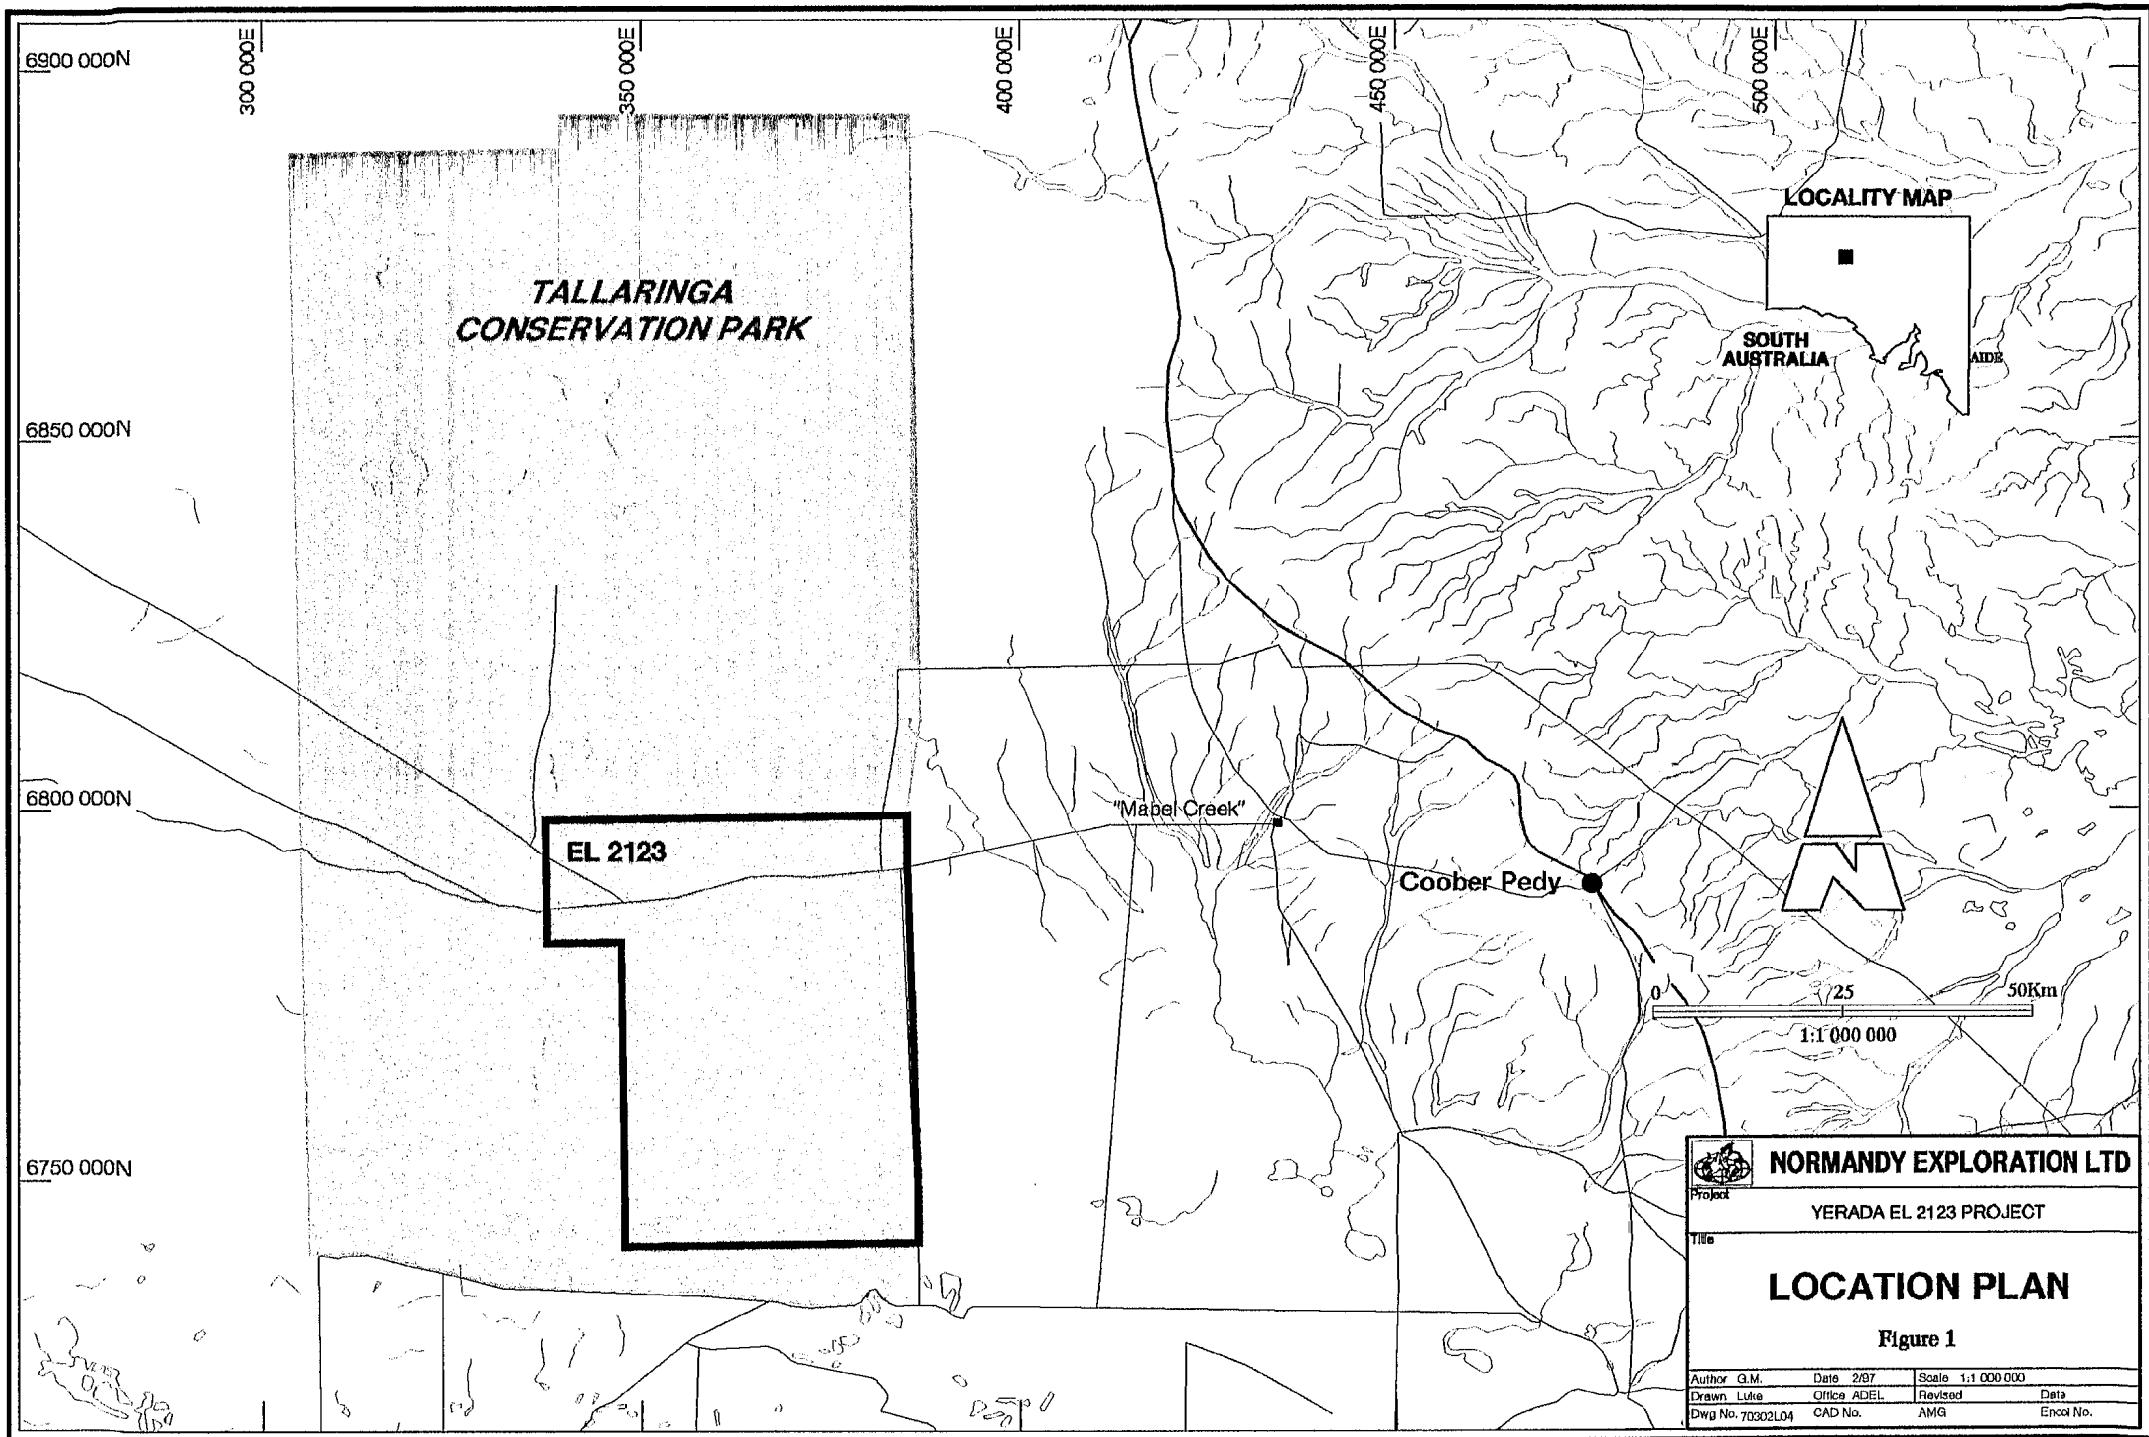 300 000E
350 000E
400 000E
450 000E
500 000E
6900 000N
6850 000N
6800 000N
6750 000N
TALLARINGA
CONSERVATION PARK
LOCALITY MAP
SOUTH
AUSTRALIA
AIDE
"Mabel Creek"
EL 2123
Coober Pedy
N
0 25 50Km
1:1 000 000
NORMANDY EXPLORATION LTD
Project
YERADA EL 2123 PROJECT
Title
LOCATION PLAN
Figure 1
Author G.M. Date 2/97 Scale 1:1 000 000
Drawn Luke Office ADEL Revised Date
Dwg No. 70302L04 CAD No. AMG Encol No.